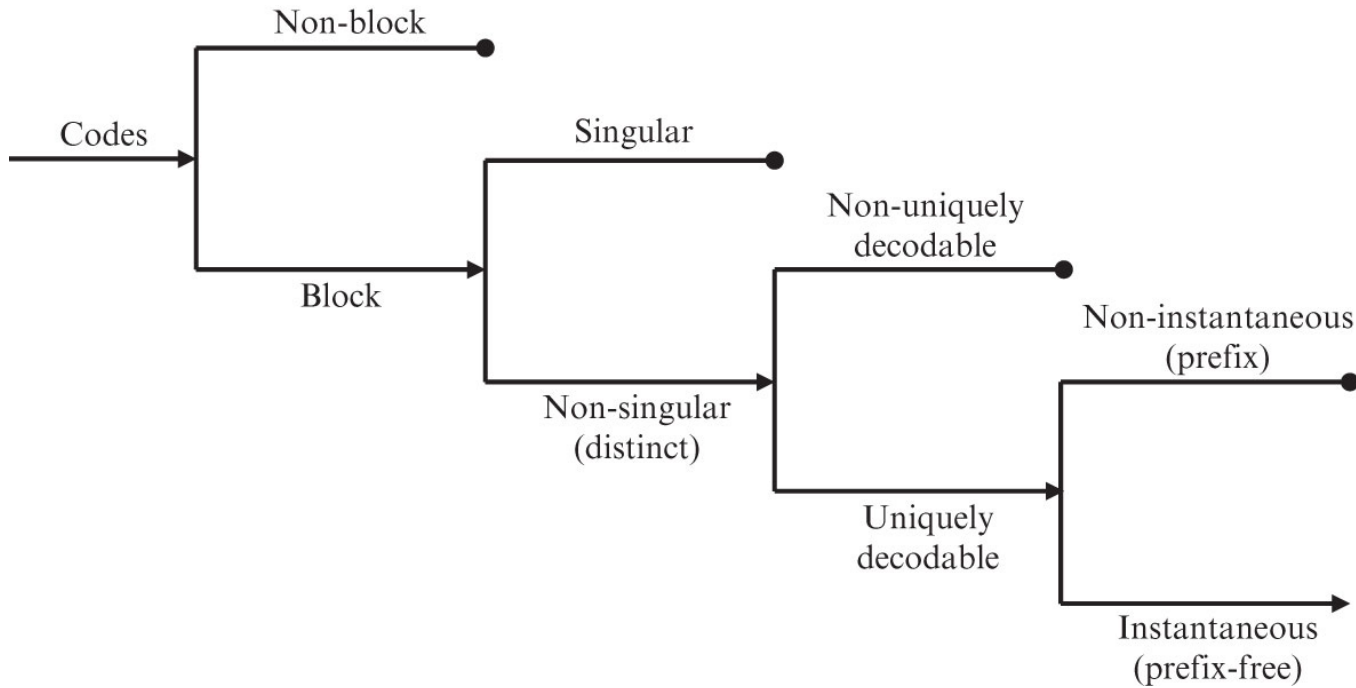 Non-block
Codes
Singular
Block
Non-uniquely
decodable
Non-singular
(distinct)
Non-instantaneous
(prefix)
Uniquely
decodable
Instantaneous
(prefix-free)